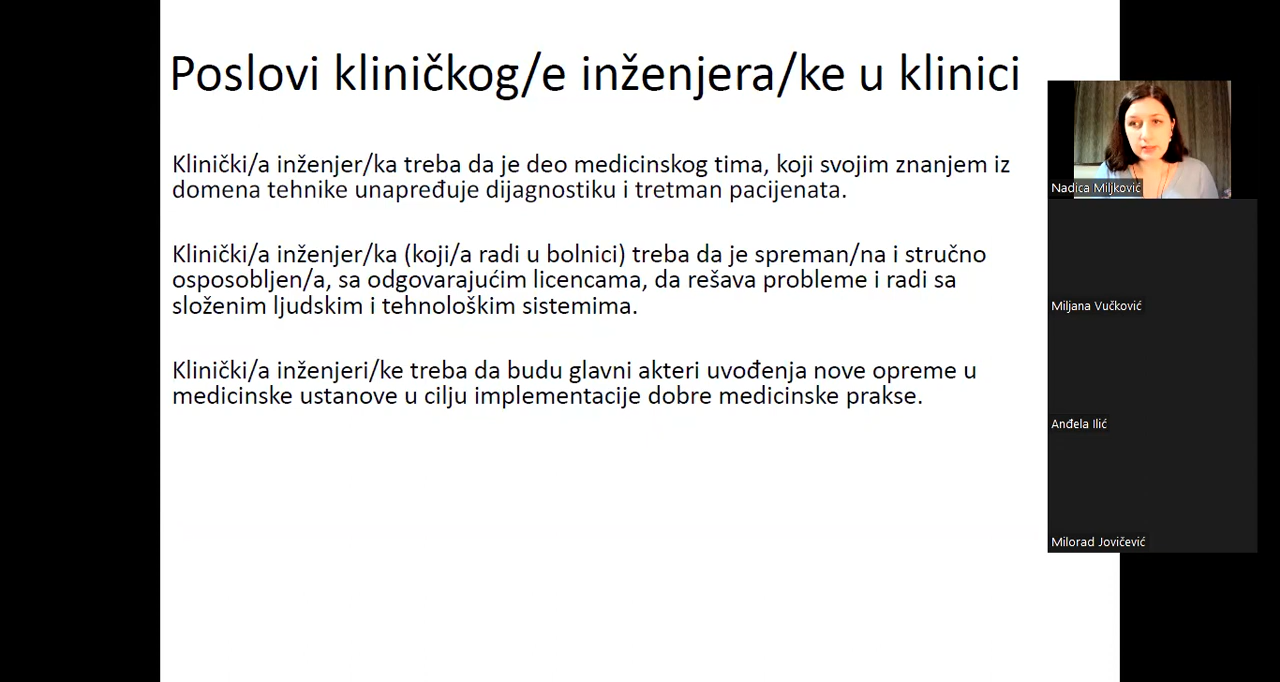 Poslovi kliničkog/e inženjera/ke u klinici
Klinički/a inženjer/ka treba da je deo medicinskog tima, koji svojim znanjem iz
domena tehnike unapređuje dijagnostiku i tretman pacijenata.
Klinički/a inženjer/ka (koji/a radi u bolnici) treba da je spreman/na i stručno
osposobljen/a, sa odgovarajućim licencama, da rešava probleme i radi sa
složenim ljudskim i tehnološkim sistemima.
Klinički/a inženjeri/ke treba da budu glavni akteri uvođenja nove opreme u
medicinske ustanove u cilju implementacije dobre medicinske prakse.
Nadica Miljković
Miljana Vučković
Anđela Ilić
Milorad Jovičević